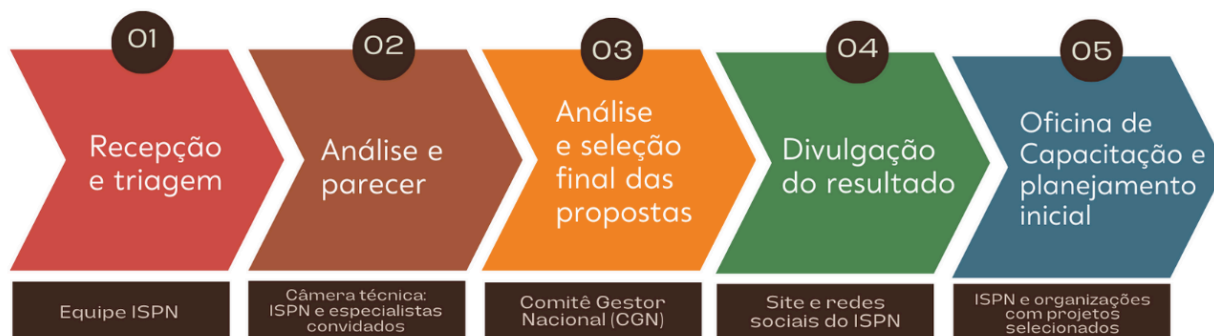 01
Recepção
e triagem
Equipe ISPN
02
Análise e
parecer
Câmera técnica:
ISPN e especialistas
convidados
03
Análise
e seleção
final das
propostas
Comitê Gestor
Nacional (CGN)
04
Divulgação
do resultado
Site e redes
sociais do ISPN
05
Oficina de
Capacitação e
planejamento
inicial
ISPN e organizações
com projetos
selecionados